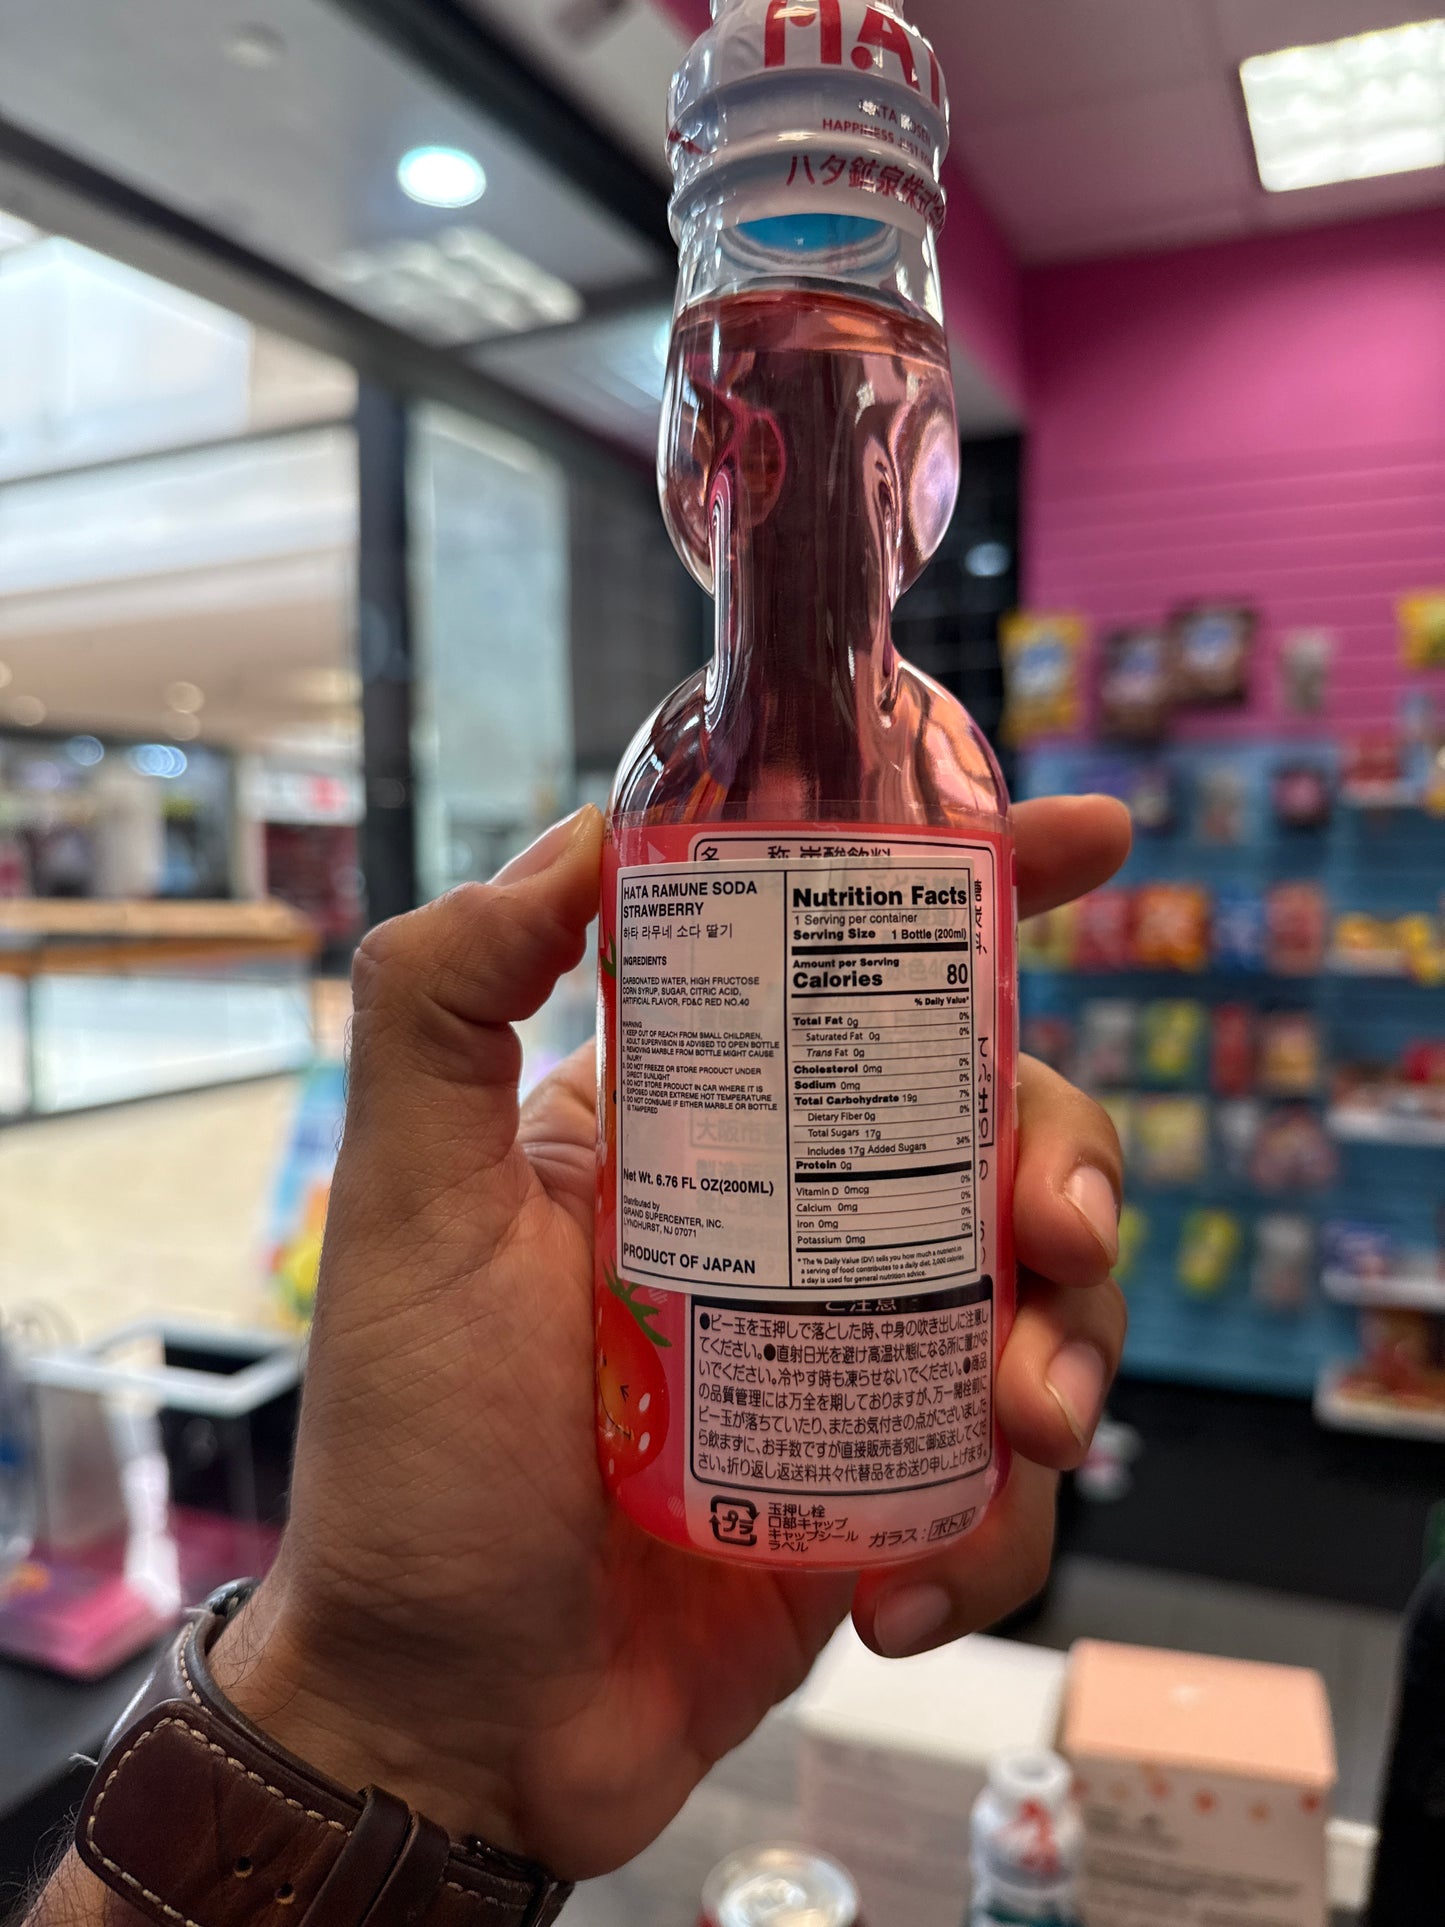 HAT
HATA KOSEN
HAPPINESS JUST FOR
ハタ鉱泉株式会
名 称 炭酸飲料
HATA RAMUNE SODA
STRAWBERRY
하타 라무네 소다 딸기
INGREDIENTS
CARBONATED WATER, HIGH FRUCTOSE
CORN SYRUP, SUGAR, CITRIC ACID,
ARTIFICIAL FLAVOR, FD&C RED NO.40
WARNING
1. KEEP OUT OF REACH FROM SMALL CHILDREN,
ADULT SUPERVISION IS ADVISED TO OPEN BOTTLE
2. REMOVING MARBLE FROM BOTTLE MIGHT CAUSE
INJURY
3. DO NOT FREEZE OR STORE PRODUCT UNDER
DIRECT SUNLIGHT
4. DO NOT STORE PRODUCT IN CAR WHERE IT IS
EXPOSED UNDER EXTREME HOT TEMPERATURE
5. DO NOT CONSUME IF EITHER MARBLE OR BOTTLE
IS TAMPERED
Net Wt. 6.76 FL OZ(200ML)
Distributed by
GRAND SUPERCENTER, INC.
LYNDHURST, NJ 07071
PRODUCT OF JAPAN
Nutrition Facts
1 Serving per container
Serving Size 1 Bottle (200ml)
Amount per Serving
Calories 80
% Daily Value*
Total Fat 0g 0%
Saturated Fat 0g 0%
Trans Fat 0g
Cholesterol 0mg 0%
Sodium 0mg 0%
Total Carbohydrate 19g 7%
Dietary Fiber 0g 0%
Total Sugars 17g
Includes 17g Added Sugars 34%
Protein 0g
Vitamin D 0mcg 0%
Calcium 0mg 0%
Iron 0mg 0%
Potassium 0mg 0%
* The % Daily Value (DV) tells you how much a nutrient in
a serving of food contributes to a daily diet, 2,000 calories
a day is used for general nutrition advice.
ご注意
●ビー玉を玉押しで落とした時、中身の吹き出しに注意し
てください。●直射日光を避け高温状態になる所に置かな
いでください。冷やす時も凍らせないでください。●商品
の品質管理には万全を期しておりますが、万一開栓前に
ビー玉が落ちていたり、またお気付きの点がございました
ら飲まずに、お手数ですが直接販売者宛に御返送してくだ
さい。折り返し返送料共々代替品をお送り申し上げます。
プラ
玉押し栓
口部キャップ
キャップシール
ラベル
ガラス:ボトル